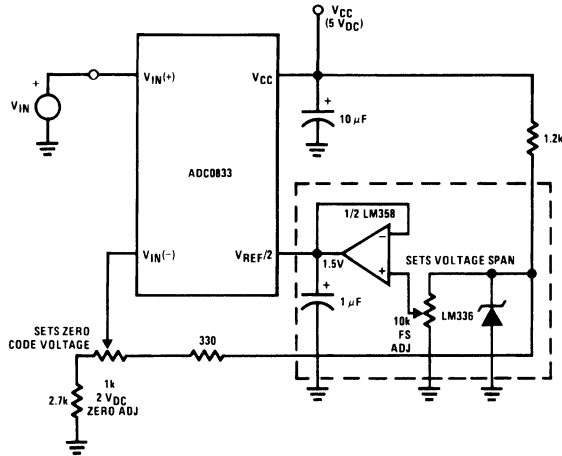 VCC
(5 VDC)
+
VIN(+)
VCC
VIN
+
10 µF
1.2k
ADC0833
1/2 LM358
VIN(−)
VREF/2
1.5V
−
+
SETS VOLTAGE SPAN
+
1 µF
10k
FS
ADJ
LM336
SETS ZERO
CODE VOLTAGE
330
1k
2 VDC
ZERO ADJ
2.7k